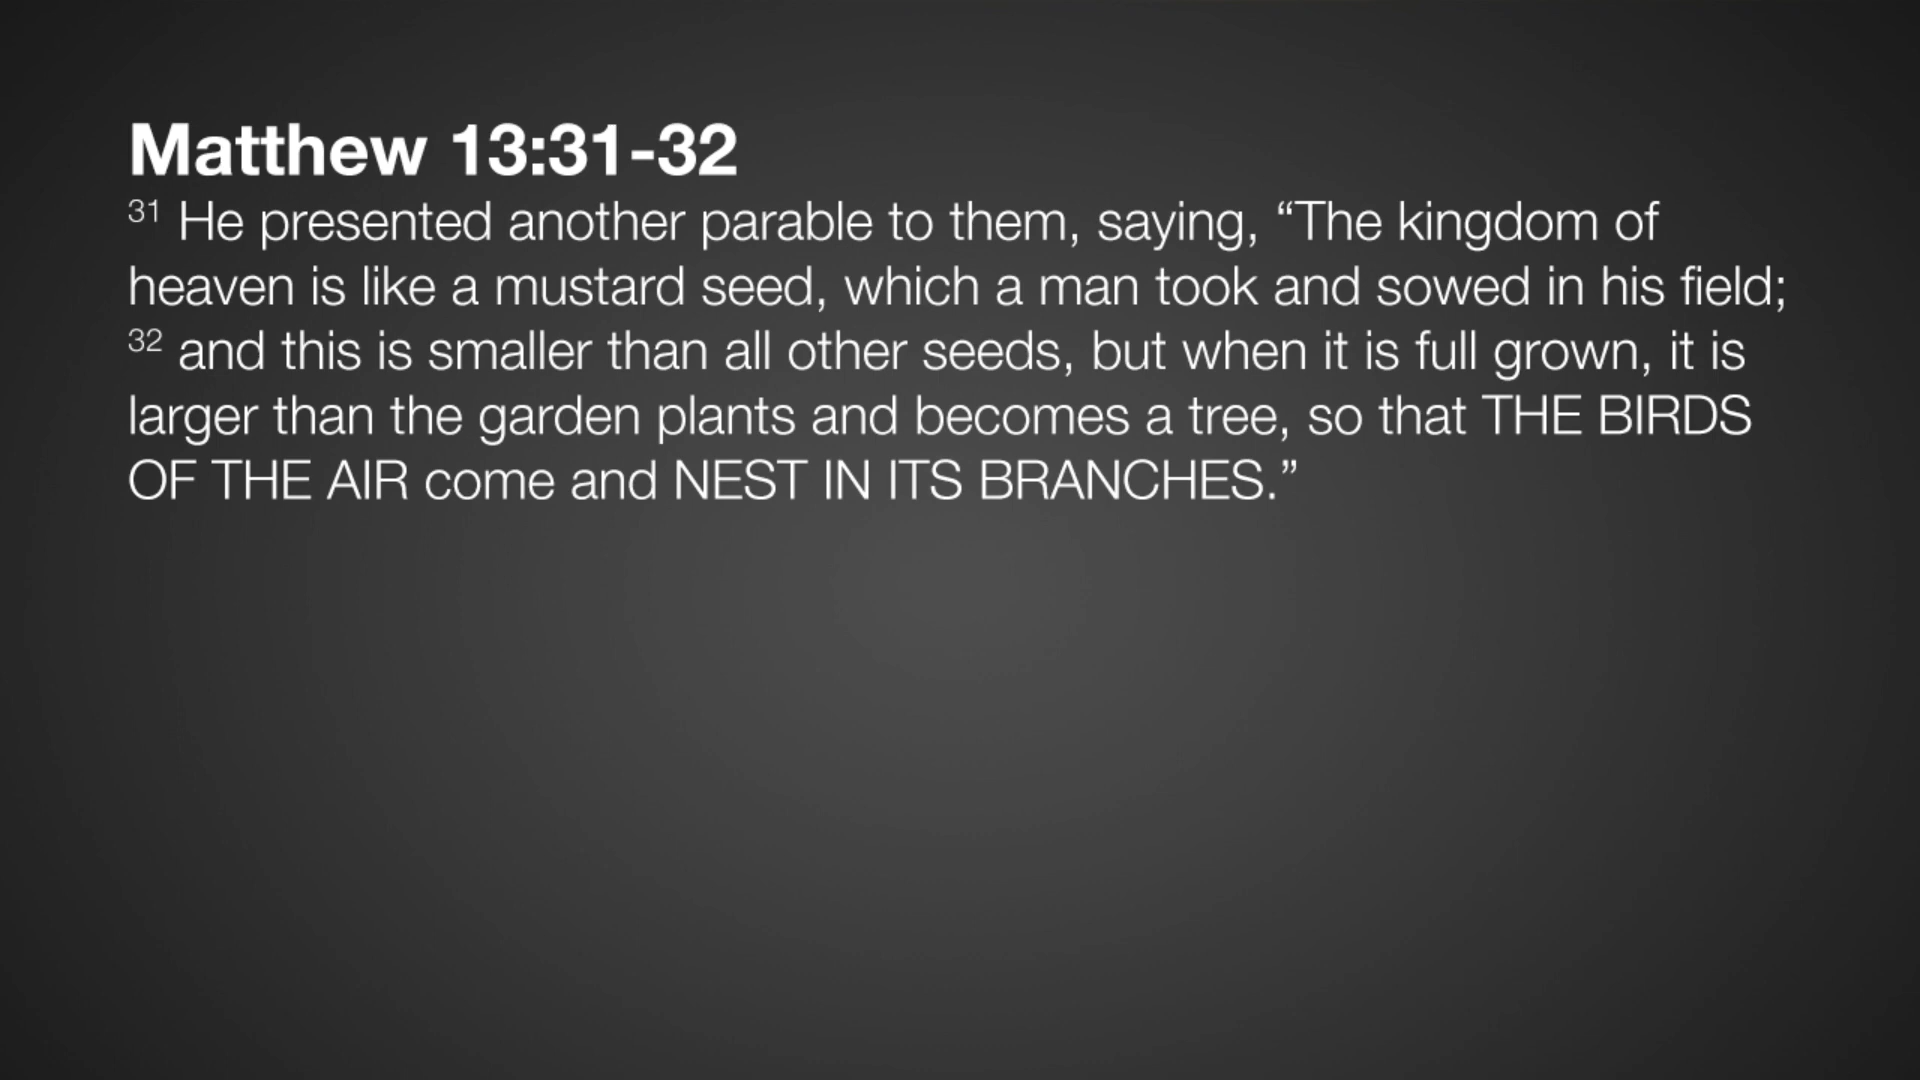 Matthew 13:31-32
31 He presented another parable to them, saying, “The kingdom of
heaven is like a mustard seed, which a man took and sowed in his field;
32 and this is smaller than all other seeds, but when it is full grown, it is
larger than the garden plants and becomes a tree, so that THE BIRDS
OF THE AIR come and NEST IN ITS BRANCHES.”